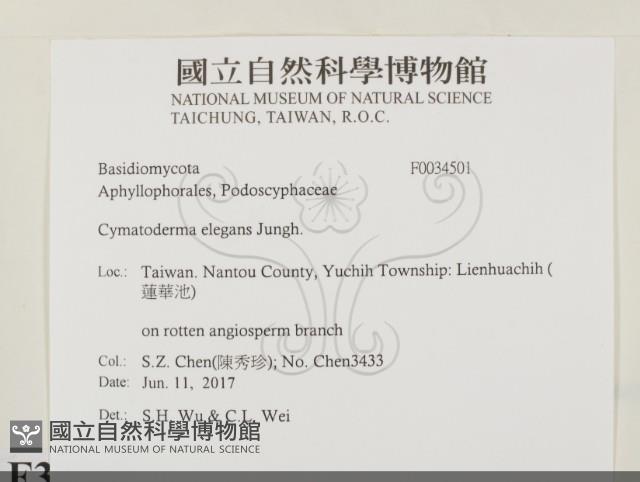 國立自然科學博物館
NATIONAL MUSEUM OF NATURAL SCIENCE
TAICHUNG, TAIWAN, R.O.C.
Basidiomycota F0034501
Aphyllophorales, Podoscyphaceae
Cymatoderma elegans Jungh.
Loc.: Taiwan. Nantou County, Yuchih Township: Lienhuachih (
蓮華池)
on rotten angiosperm branch
Col.: S.Z. Chen(陳秀珍); No. Chen3433
Date: Jun. 11, 2017
Det.: S.H. Wu & C.L. Wei
國立自然科學博物館
NATIONAL MUSEUM OF NATURAL SCIENCE